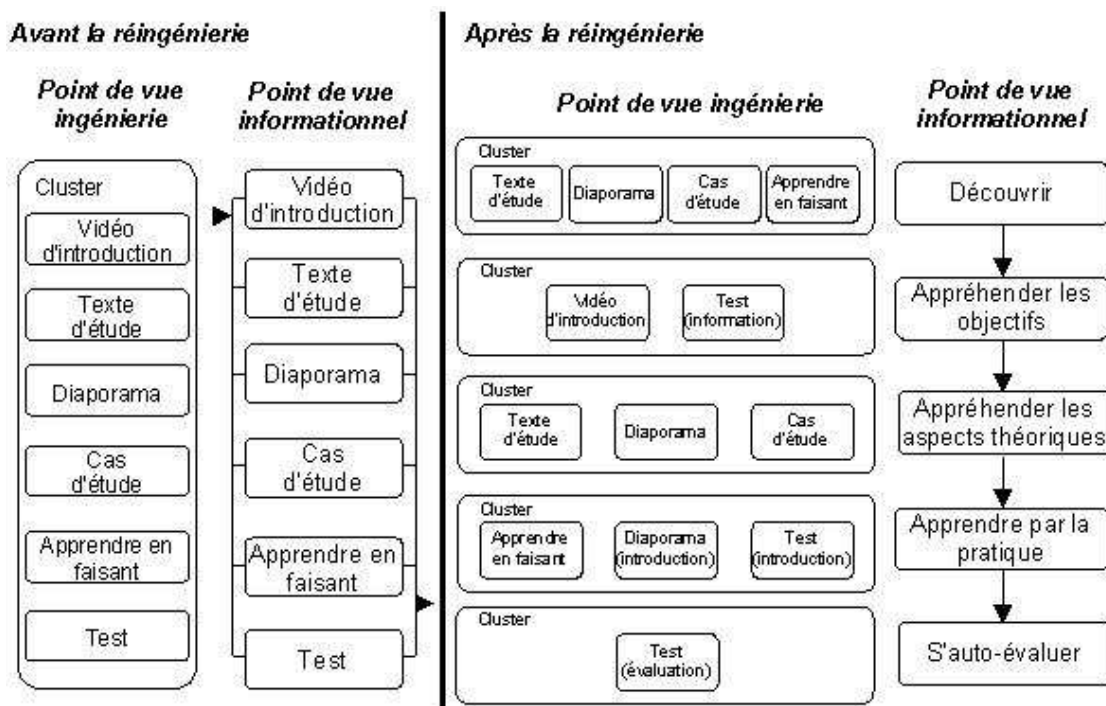 Avant la réingénierie
Après la réingénierie
Point de vue
ingénierie
Point de vue
informationnel
Point de vue ingénierie
Point de vue
informationnel
Cluster
Vidéo
d'introduction
Texte
d'étude
Diaporama
Cas
d'étude
Apprendre en
faisant
Test
Vidéo
d'introduction
Texte
d'étude
Diaporama
Cas
d'étude
Apprendre en
faisant
Test
Cluster
Texte
d'étude
Diaporama
Cas
d'étude
Apprendre
en faisant
Cluster
Vidéo
d'introduction
Test
(information)
Cluster
Texte
d'étude
Diaporama
Cas
d'étude
Cluster
Apprendre
en faisant
Diaporama
(introduction)
Test
(introduction)
Cluster
Test
(évaluation)
Découvrir
Appréhender les
objectifs
Appréhender les
aspects théoriques
Apprendre par la
pratique
S'auto-évaluer